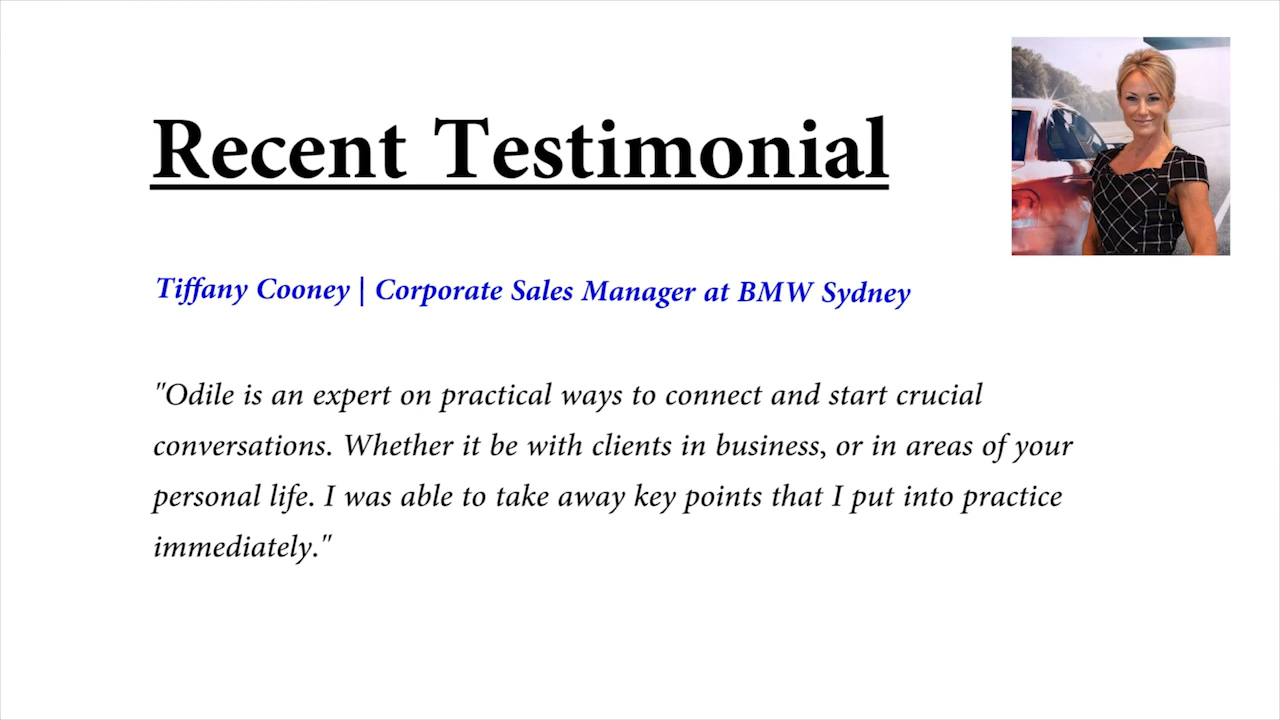 Recent Testimonial
Tiffany Cooney | Corporate Sales Manager at BMW Sydney
"Odile is an expert on practical ways to connect and start crucial
conversations. Whether it be with clients in business, or in areas of your
personal life. I was able to take away key points that I put into practice
immediately."